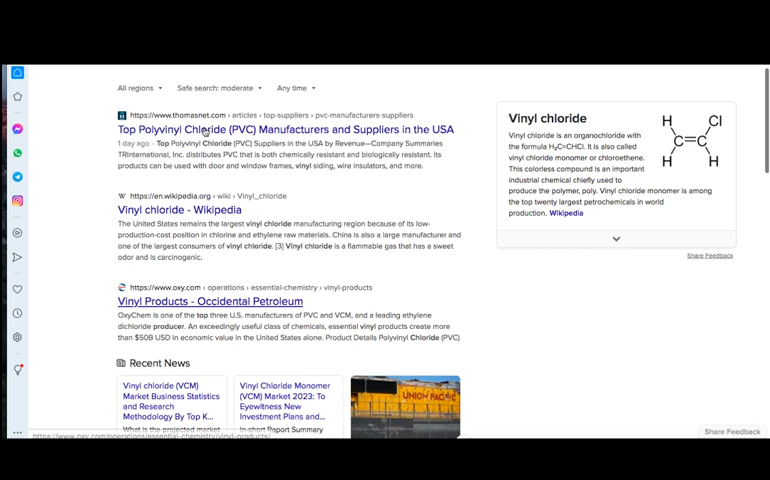 All regions Safe search: moderate Any time
https://www.thomasnet.com › articles › top-suppliers › pvc-manufacturers-suppliers
Top Polyvinyl Chloride (PVC) Manufacturers and Suppliers in the USA
1 day ago - Top Polyvinyl Chloride (PVC) Suppliers in the USA by Revenue—Company Summaries
TRInternational, Inc. distributes PVC that is both chemically resistant and biologically resistant. Its
products can be used with door and window frames, vinyl siding, wire insulators, and more.
W https://en.wikipedia.org › wiki › Vinyl_chloride
Vinyl chloride - Wikipedia
The United States remains the largest vinyl chloride manufacturing region because of its low-
production-cost position in chlorine and ethylene raw materials. China is also a large manufacturer and
one of the largest consumers of vinyl chloride. [3] Vinyl chloride is a flammable gas that has a sweet
odor and is carcinogenic.
https://www.oxy.com › operations › essential-chemistry › vinyl-products
Vinyl Products - Occidental Petroleum
OxyChem is one of the top three U.S. manufacturers of PVC and VCM, and a leading ethylene
dichloride producer. An exceedingly useful class of chemicals, essential vinyl products create more
than $50B USD in economic value in the United States alone. Product Details Polyvinyl Chloride (PVC)
Recent News
Vinyl chloride (VCM)
Market Business Statistics
and Research
Methodology By Top K...
What is the projected market
Vinyl Chloride Monomer
(VCM) Market 2023: To
Eyewitness New
Investment Plans and...
In-short Report Summary
UNION PACIFIC
https://www.oxy.com/operations/essential-chemistry/vinyl-products/
Vinyl chloride
Vinyl chloride is an organochloride with
the formula H₂C=CHCl. It is also called
vinyl chloride monomer or chloroethene.
This colorless compound is an important
industrial chemical chiefly used to
produce the polymer, poly. Vinyl chloride monomer is among
the top twenty largest petrochemicals in world
production. Wikipedia
H Cl
C=C
H H
Share Feedback
Share Feedback